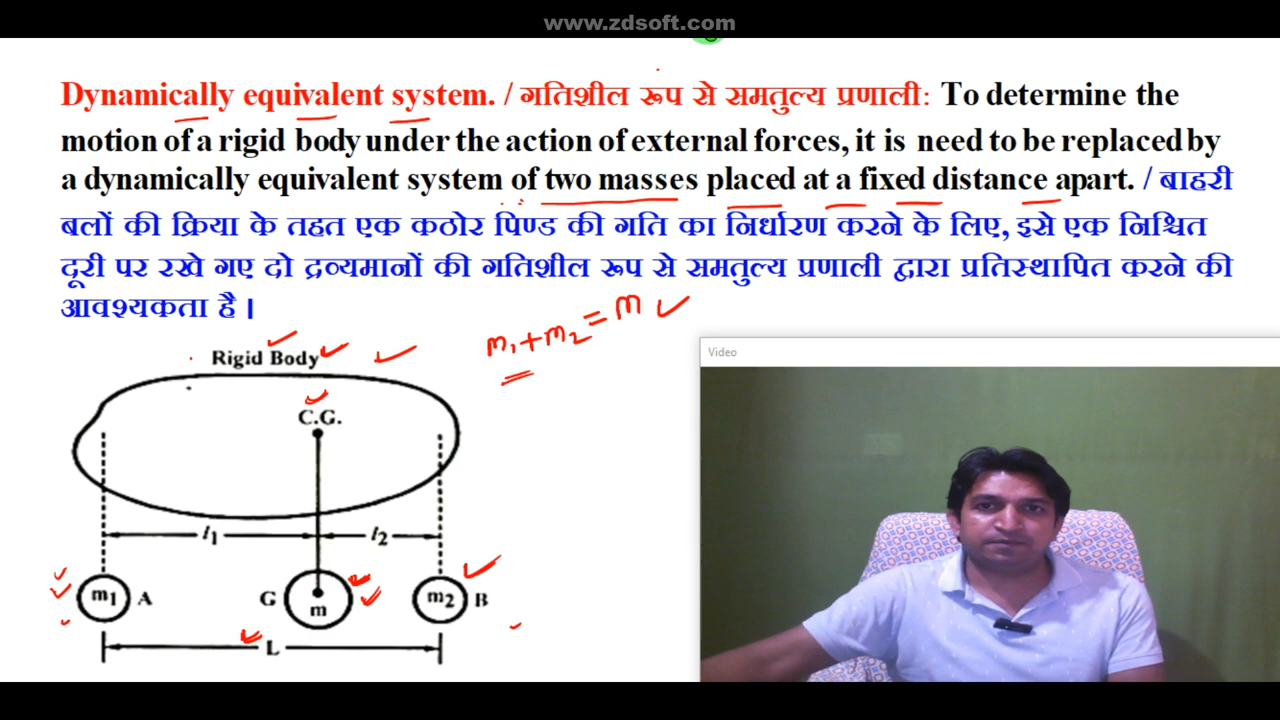 www.zdsoft.com
Dynamically equivalent system. / गतिशील रूप से समतुल्य प्रणाली: To determine the
motion of a rigid body under the action of external forces, it is need to be replaced by
a dynamically equivalent system of two masses placed at a fixed distance apart. / बाहरी
बलों की क्रिया के तहत एक कठोर पिण्ड की गति का निर्धारण करने के लिए, इसे एक निश्चित
दूरी पर रखे गए दो द्रव्यमानों की गतिशील रूप से समतुल्य प्रणाली द्वारा प्रतिस्थापित करने की
आवश्यकता है ।
m₁+m₂=m
Rigid Body
C.G.
l₁ l₂
m₁ A G m m₂ B
L
Video